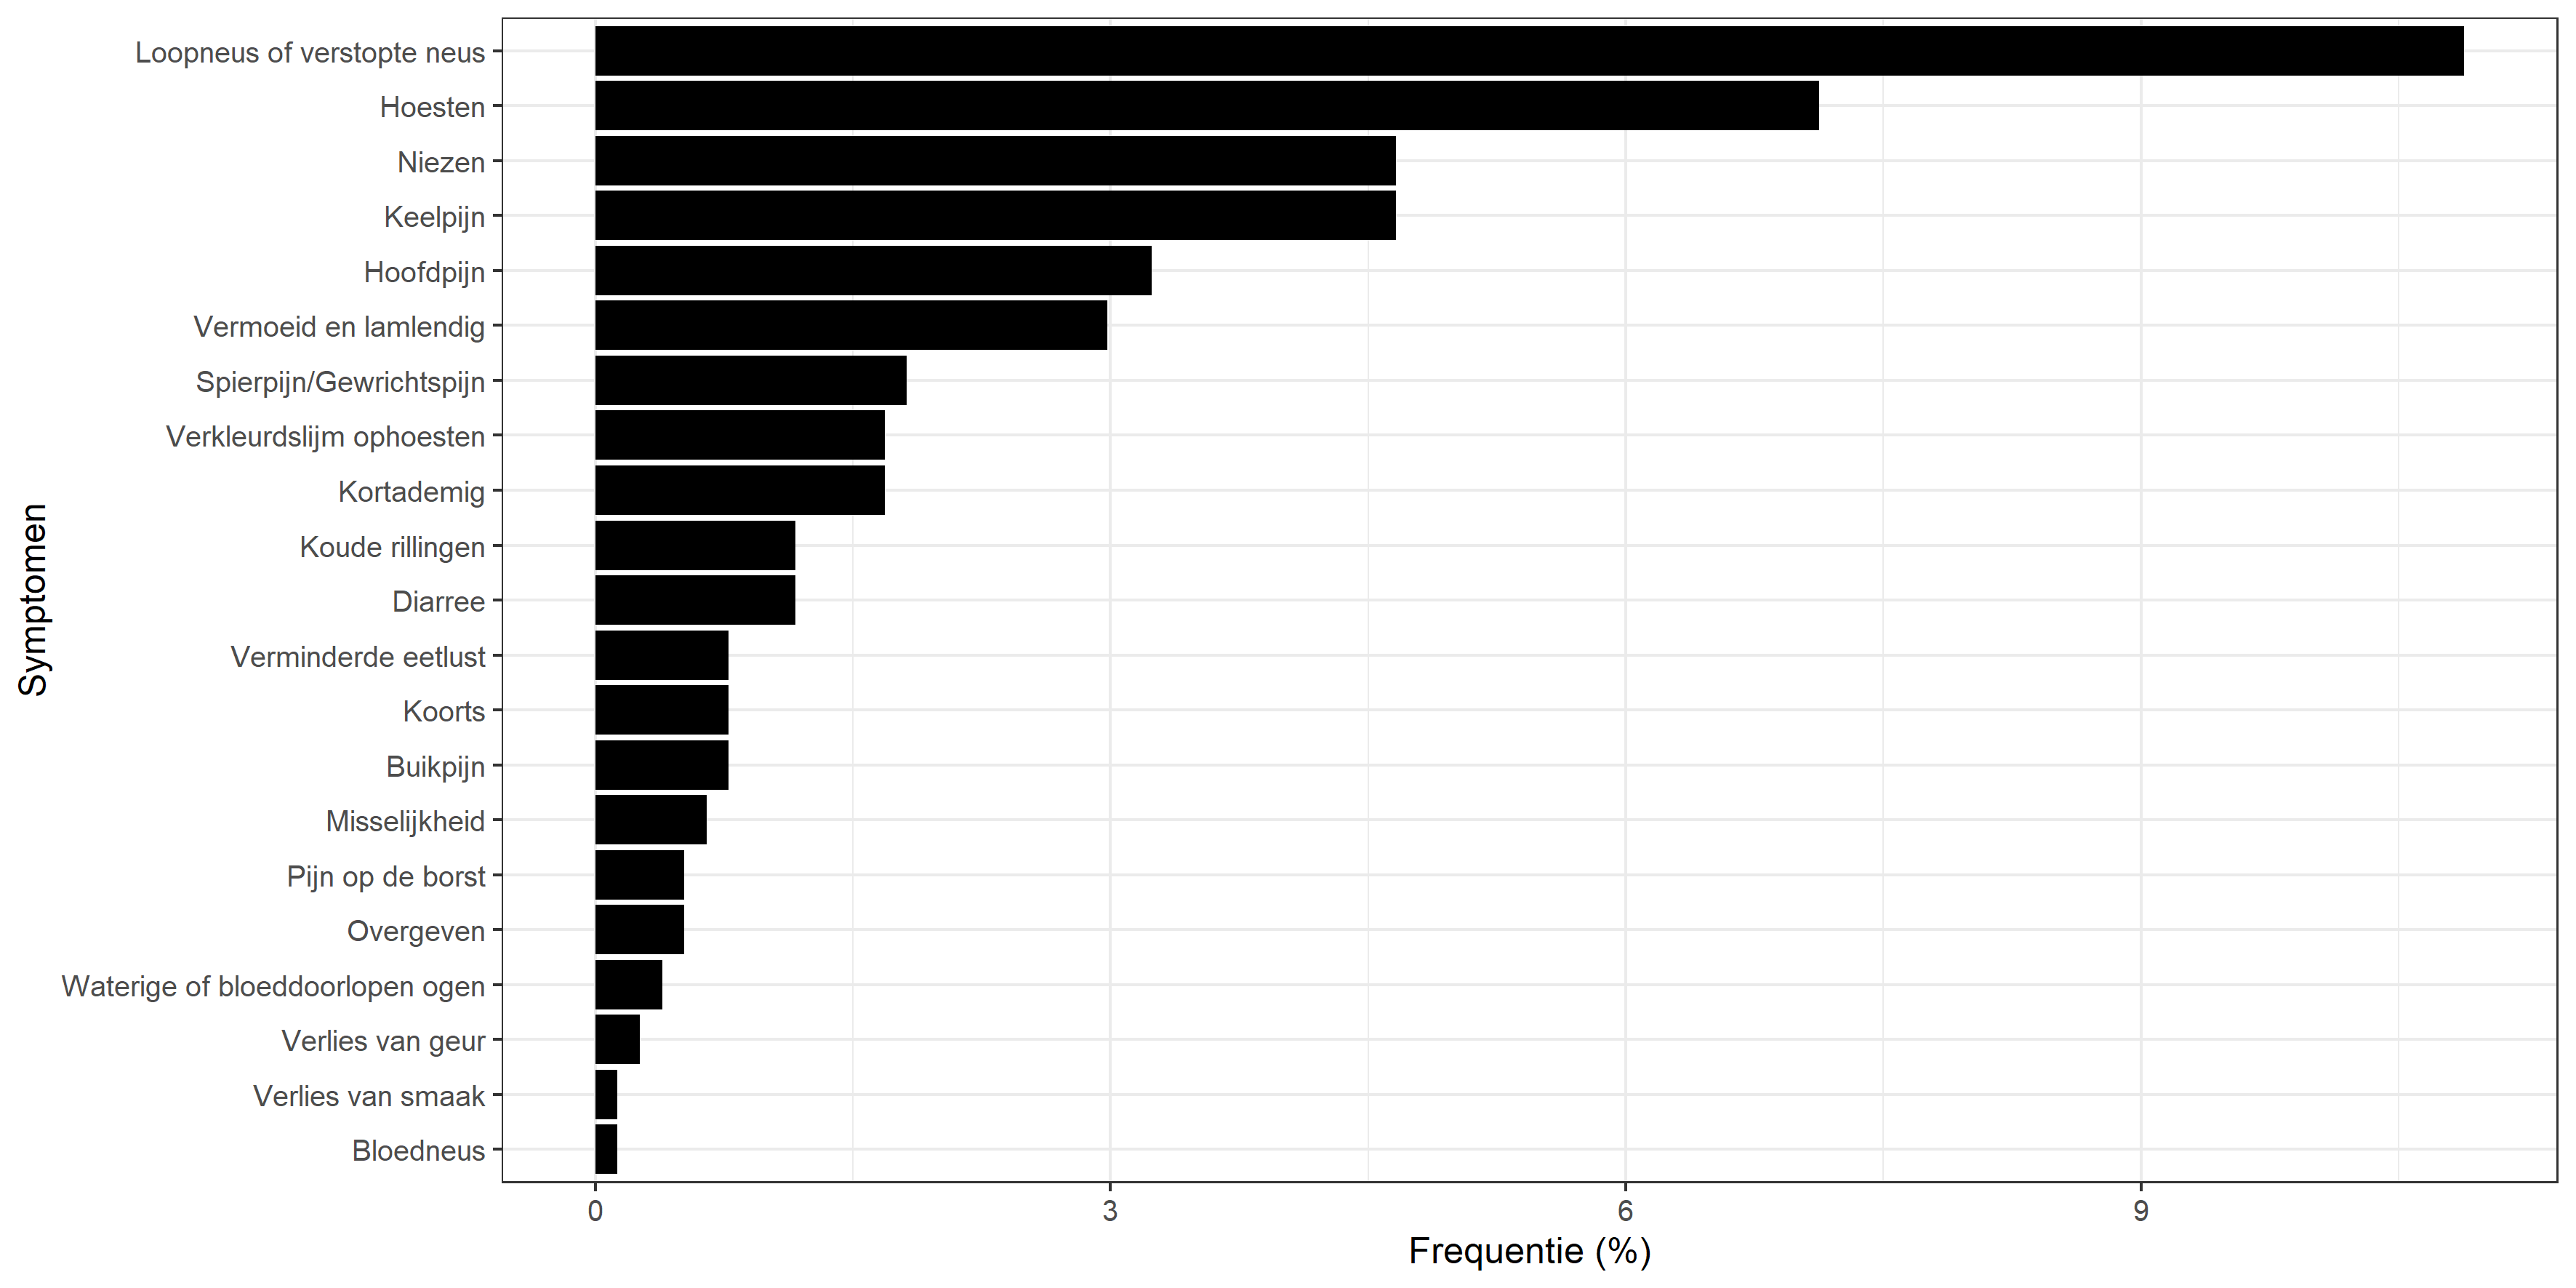 Loopneus of verstopte neus
Hoesten
Niezen
Keelpijn
Hoofdpijn
Vermoeid en lamlendig
Spierpijn/Gewrichtspijn
Verkleurdslijm ophoesten
Kortademig
Koude rillingen
Diarree
Verminderde eetlust
Koorts
Buikpijn
Misselijkheid
Pijn op de borst
Overgeven
Waterige of bloeddoorlopen ogen
Verlies van geur
Verlies van smaak
Bloedneus
Symptomen
0 3 6 9
Frequentie (%)